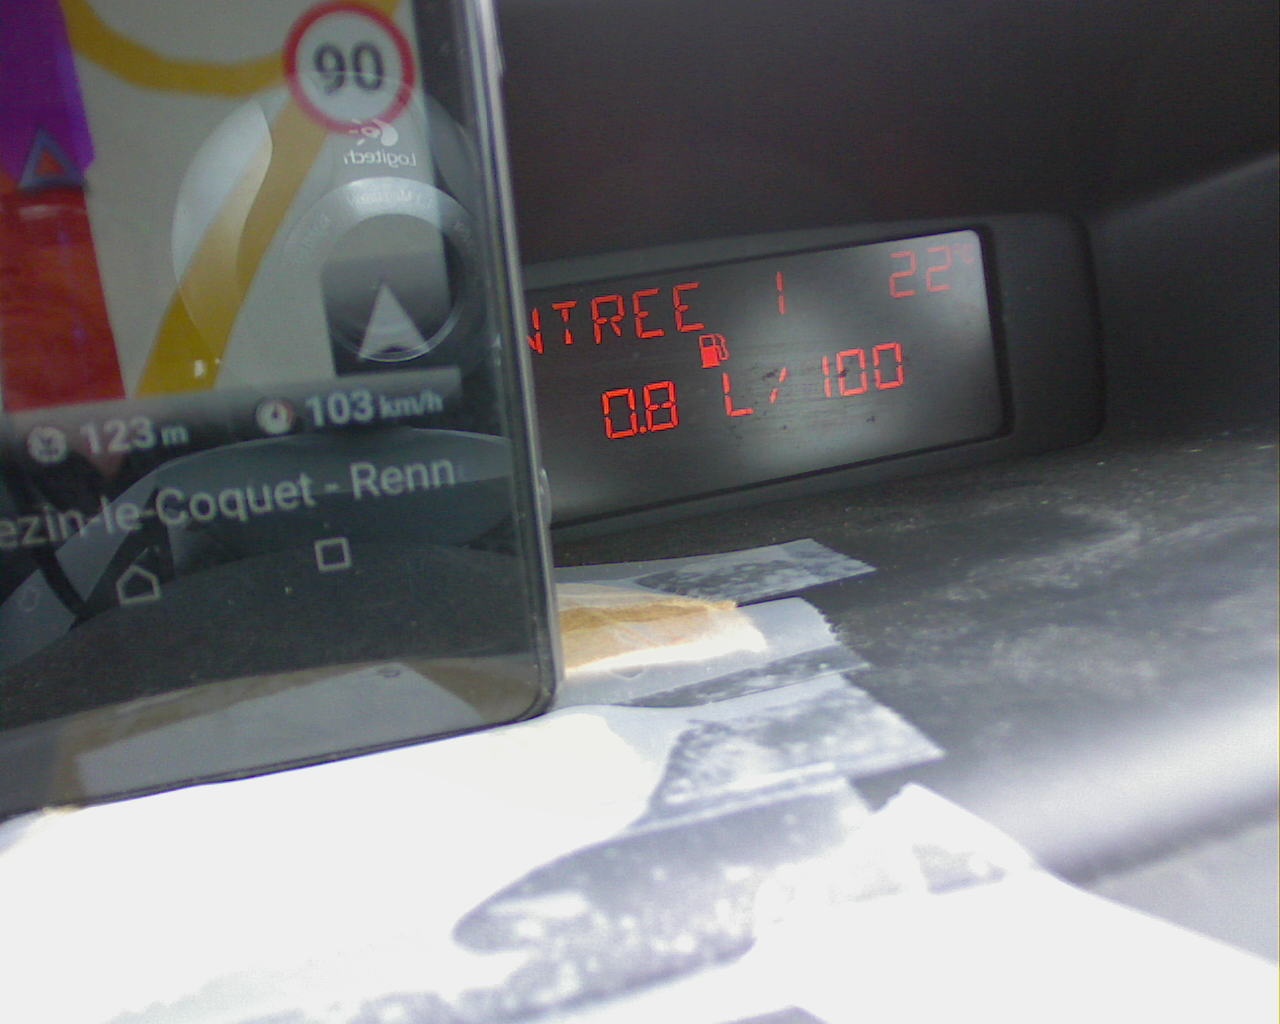 90
Logitech
123 m 103 km/h
ezin-le-Coquet - Renn
NTREE 1 22°C
0.8 L / 100